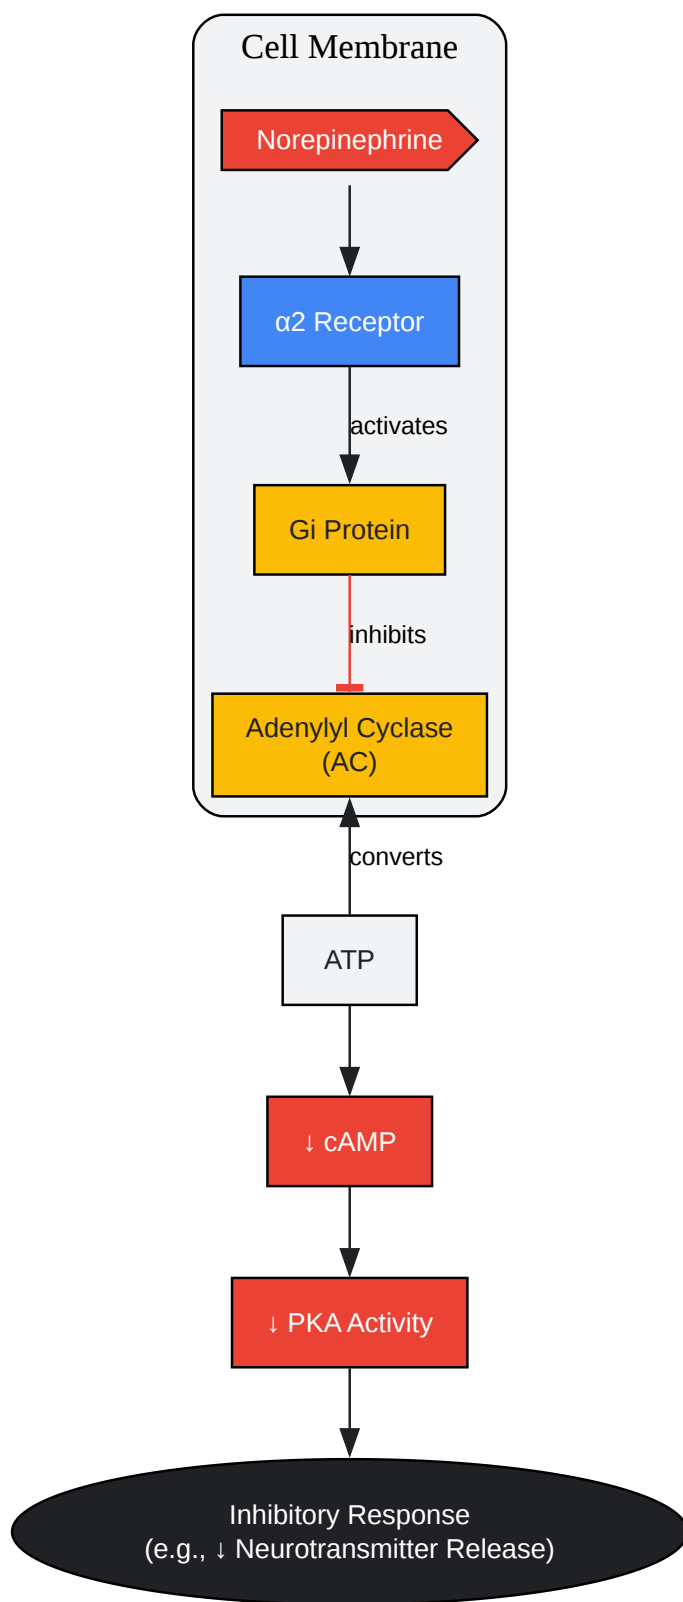 Cell Membrane
Norepinephrine
α2 Receptor
activates
Gi Protein
inhibits
Adenylyl Cyclase
(AC)
converts
ATP
↓ cAMP
↓ PKA Activity
Inhibitory Response
(e.g., ↓ Neurotransmitter Release)